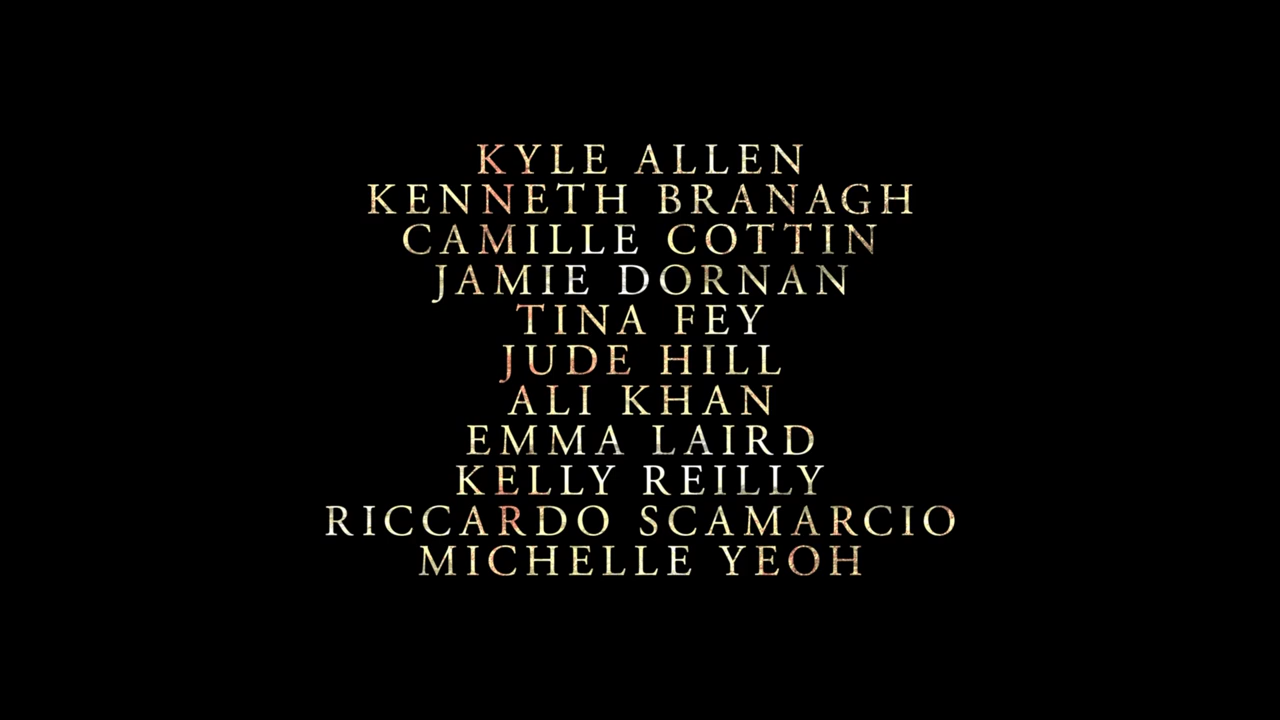 KYLE ALLEN
KENNETH BRANAGH
CAMILLE COTTIN
JAMIE DORNAN
TINA FEY
JUDE HILL
ALI KHAN
EMMA LAIRD
KELLY REILLY
RICCARDO SCAMARCIO
MICHELLE YEOH